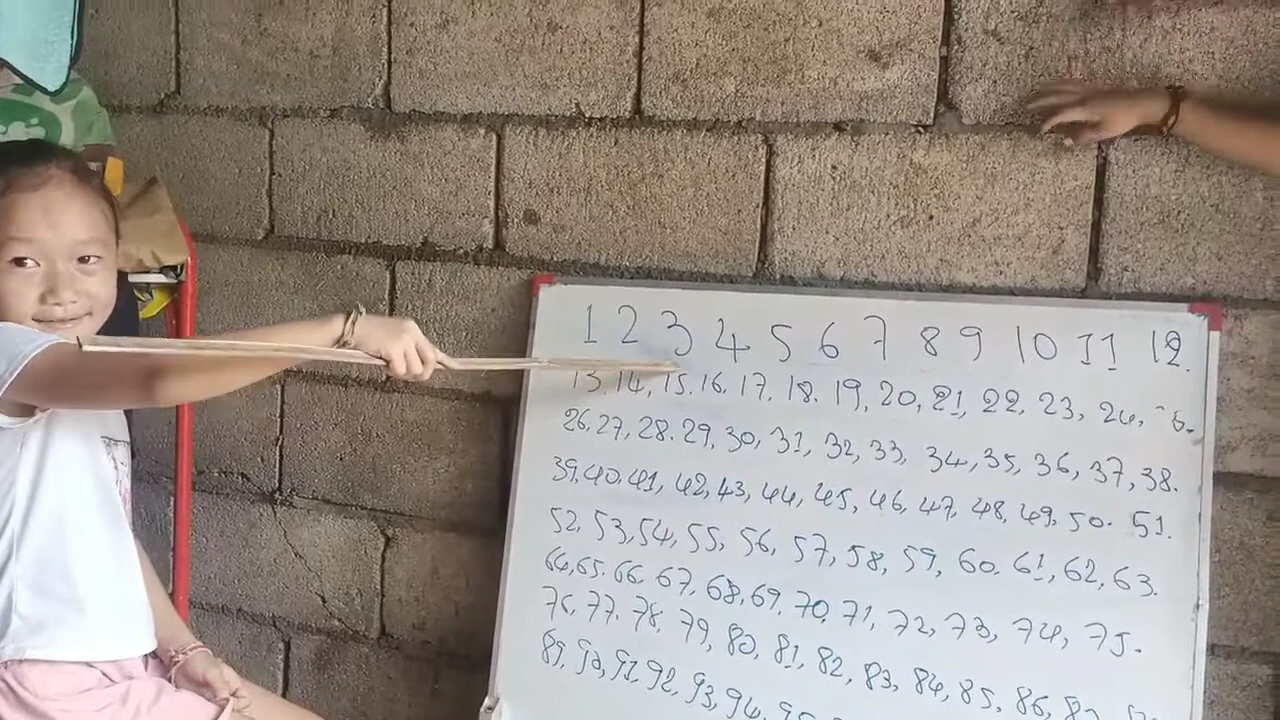 1 2 3 4 5 6 7 8 9 10 11 12.
13, 14, 15. 16. 17, 18. 19, 20, 21, 22, 23, 24,
26, 27, 28. 29, 30, 31, 32, 33, 34, 35, 36, 37, 38.
39, 40, 41, 42, 43, 44, 45, 46, 47, 48, 49, 50. 51.
52, 53, 54, 55, 56, 57, 58, 59, 60. 61, 62, 63.
64, 65. 66. 67, 68, 69, 70, 71, 72, 73, 74, 75.
76, 77, 78, 79, 80, 81, 82, 83, 84, 85, 86,
89, 90, 91, 92, 93, 94,